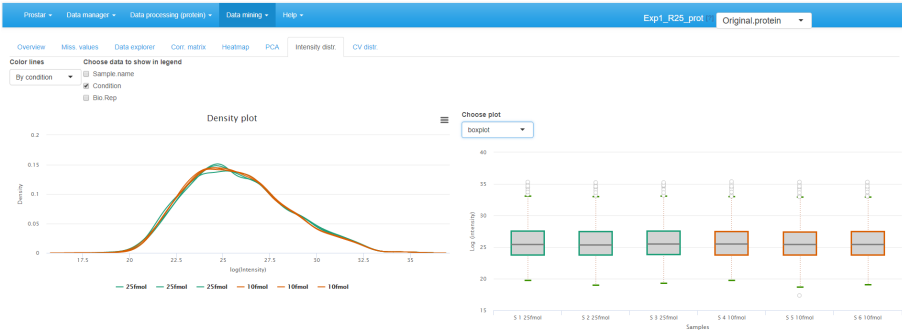 Prostar Data manager Data processing (protein) Data mining Help Exp1_R25_prot [?] Original.protein
Overview Miss. values Data explorer Corr. matrix Heatmap PCA Intensity distr. CV distr.
Color lines Choose data to show in legend
By condition Sample.name
Condition
Bio.Rep
Density plot
Density
0.2
0.15
0.1
0.05
0
17.5 20 22.5 25 27.5 30 32.5 35
log(Intensity)
25fmol 25fmol 25fmol 10fmol 10fmol 10fmol
Choose plot
boxplot
Log (intensity)
40
35
30
25
20
15
S 1 25fmol S 2 25fmol S 3 25fmol S 4 10fmol S 5 10fmol S 6 10fmol
Samples